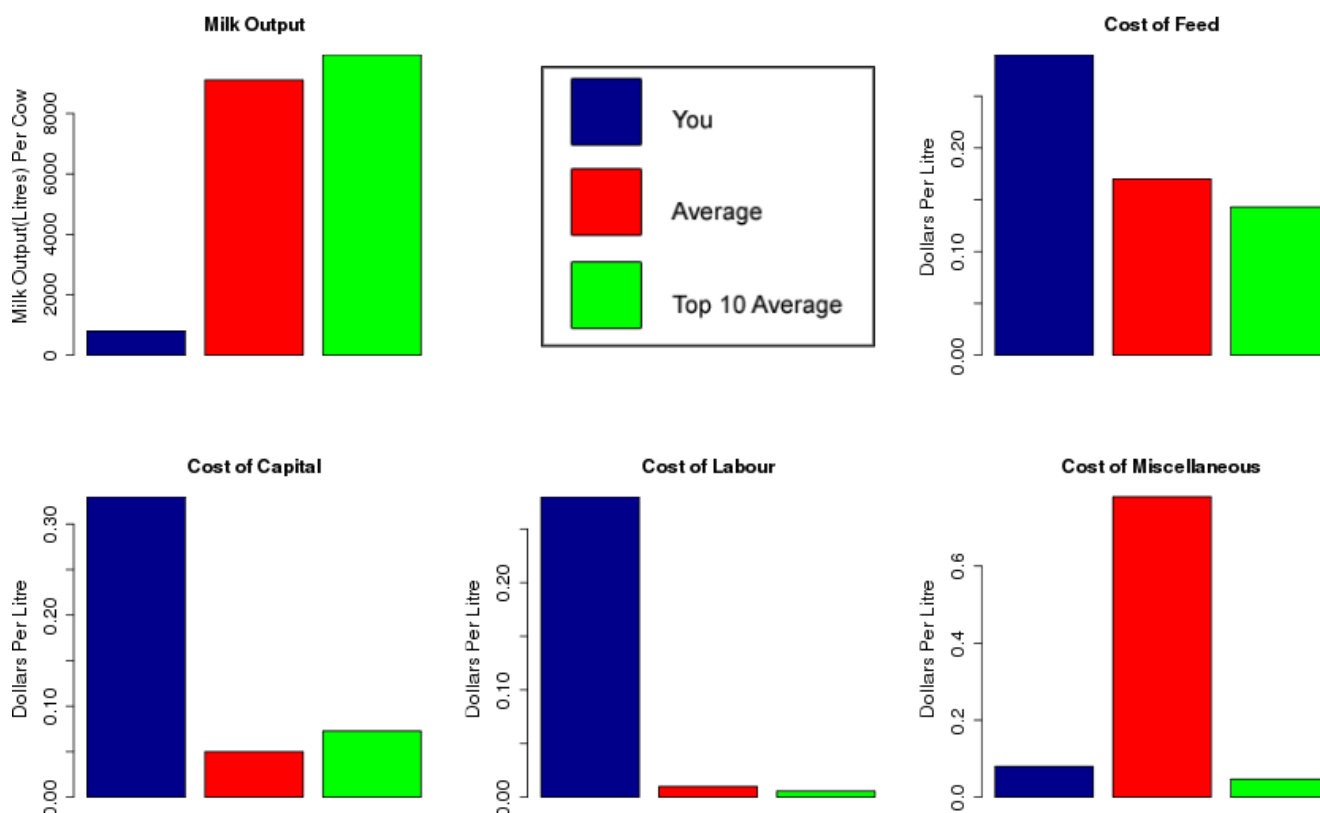 Milk Output
Milk Output(Litres) Per Cow
0
2000
4000
6000
8000
You
Average
Top 10 Average
Cost of Feed
Dollars Per Litre
0.00
0.10
0.20
Cost of Capital
Dollars Per Litre
0.00
0.10
0.20
0.30
Cost of Labour
Dollars Per Litre
0.00
0.10
0.20
Cost of Miscellaneous
Dollars Per Litre
0.0
0.2
0.4
0.6